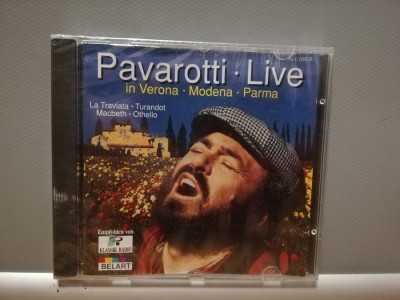 Pavarotti · Live
in Verona · Modena · Parma
La Traviata · Turandot
Macbeth · Othello
Empfohlen von
KLASSIK RADIO
BELART